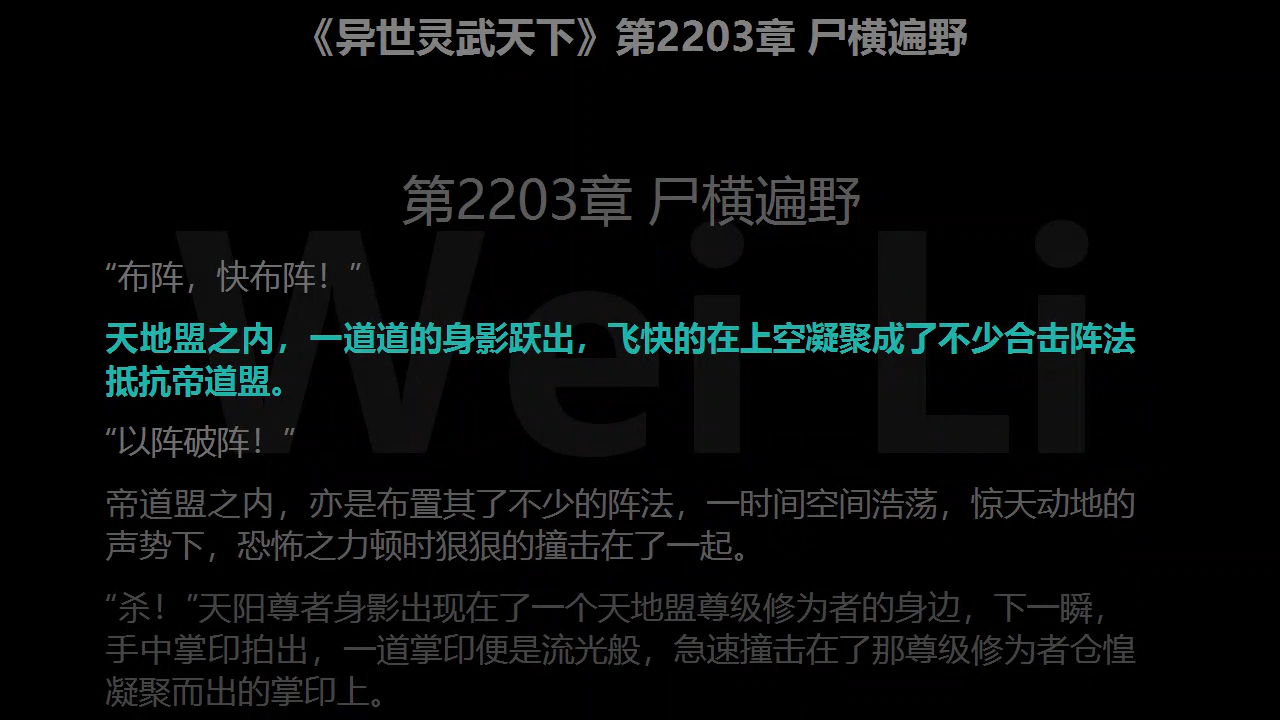 《异世灵武天下》第2203章 尸横遍野
第2203章 尸横遍野
Wei Li
“布阵，快布阵！”
天地盟之内，一道道的身影跃出，飞快的在上空凝聚成了不少合击阵法
抵抗帝道盟。
“以阵破阵！”
帝道盟之内，亦是布置其了不少的阵法，一时间空间浩荡，惊天动地的
声势下，恐怖之力顿时狠狠的撞击在了一起。
“杀！”天阳尊者身影出现在了一个天地盟尊级修为者的身边，下一瞬，
手中掌印拍出，一道掌印便是流光般，急速撞击在了那尊级修为者仓惶
凝聚而出的掌印上。